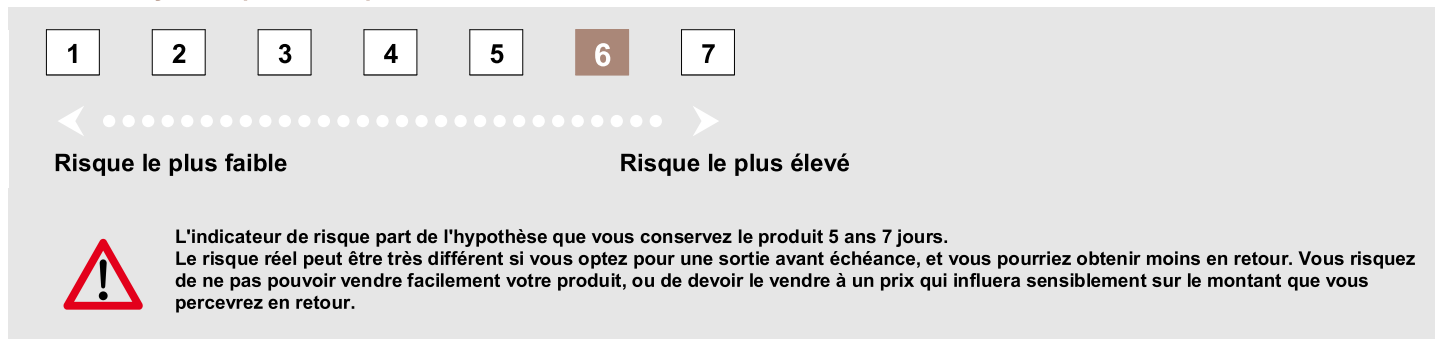 1 2 3 4 5 6 7
Risque le plus faible Risque le plus élevé
L'indicateur de risque part de l'hypothèse que vous conservez le produit 5 ans 7 jours.
Le risque réel peut être très différent si vous optez pour une sortie avant échéance, et vous pourriez obtenir moins en retour. Vous risquez
de ne pas pouvoir vendre facilement votre produit, ou de devoir le vendre à un prix qui influera sensiblement sur le montant que vous
percevrez en retour.